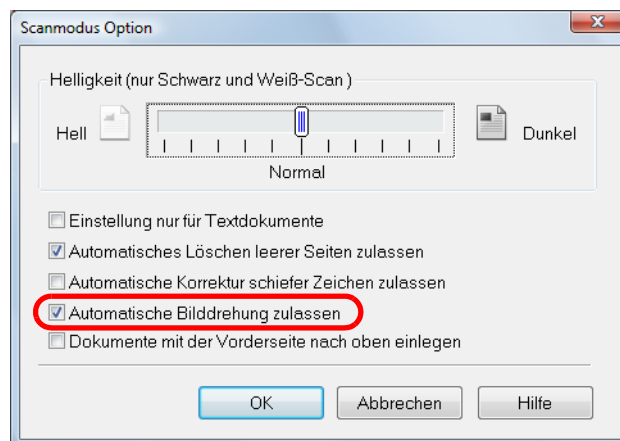 Scanmodus Option
Helligkeit (nur Schwarz und Weiß-Scan )
Hell
Dunkel
Normal
Einstellung nur für Textdokumente
Automatisches Löschen leerer Seiten zulassen
Automatische Korrektur schiefer Zeichen zulassen
Automatische Bilddrehung zulassen
Dokumente mit der Vorderseite nach oben einlegen
OK Abbrechen Hilfe